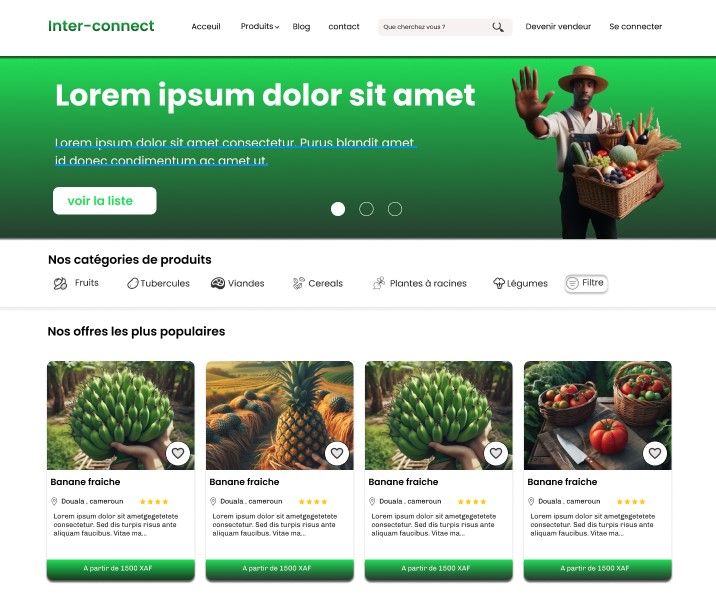 Inter-connect
Acceuil Produits Blog contact Que cherchez vous ? Devenir vendeur Se connecter
Lorem ipsum dolor sit amet
Lorem ipsum dolor sit amet consectetur. Purus blandit amet
id donec condimentum ac amet ut.
voir la liste
Nos catégories de produits
Fruits Tubercules Viandes Cereals Plantes à racines Légumes Filtre
Nos offres les plus populaires
Banane fraiche
Douala . cameroun
Lorem ipsum dolor sit ametgegetetete
consectetur. Sed dis turpis risus ante
aliquam faucibus. Vitae ma...
A partir de 1500 XAF
Banane fraiche
Douala . cameroun
Lorem ipsum dolor sit ametgegetetete
consectetur. Sed dis turpis risus ante
aliquam faucibus. Vitae ma...
A partir de 1500 XAF
Banane fraiche
Douala . cameroun
Lorem ipsum dolor sit ametgegetetete
consectetur. Sed dis turpis risus ante
aliquam faucibus. Vitae ma...
A partir de 1500 XAF
Banane fraiche
Douala . cameroun
Lorem ipsum dolor sit ametgegetetete
consectetur. Sed dis turpis risus ante
aliquam faucibus. Vitae ma...
A partir de 1500 XAF